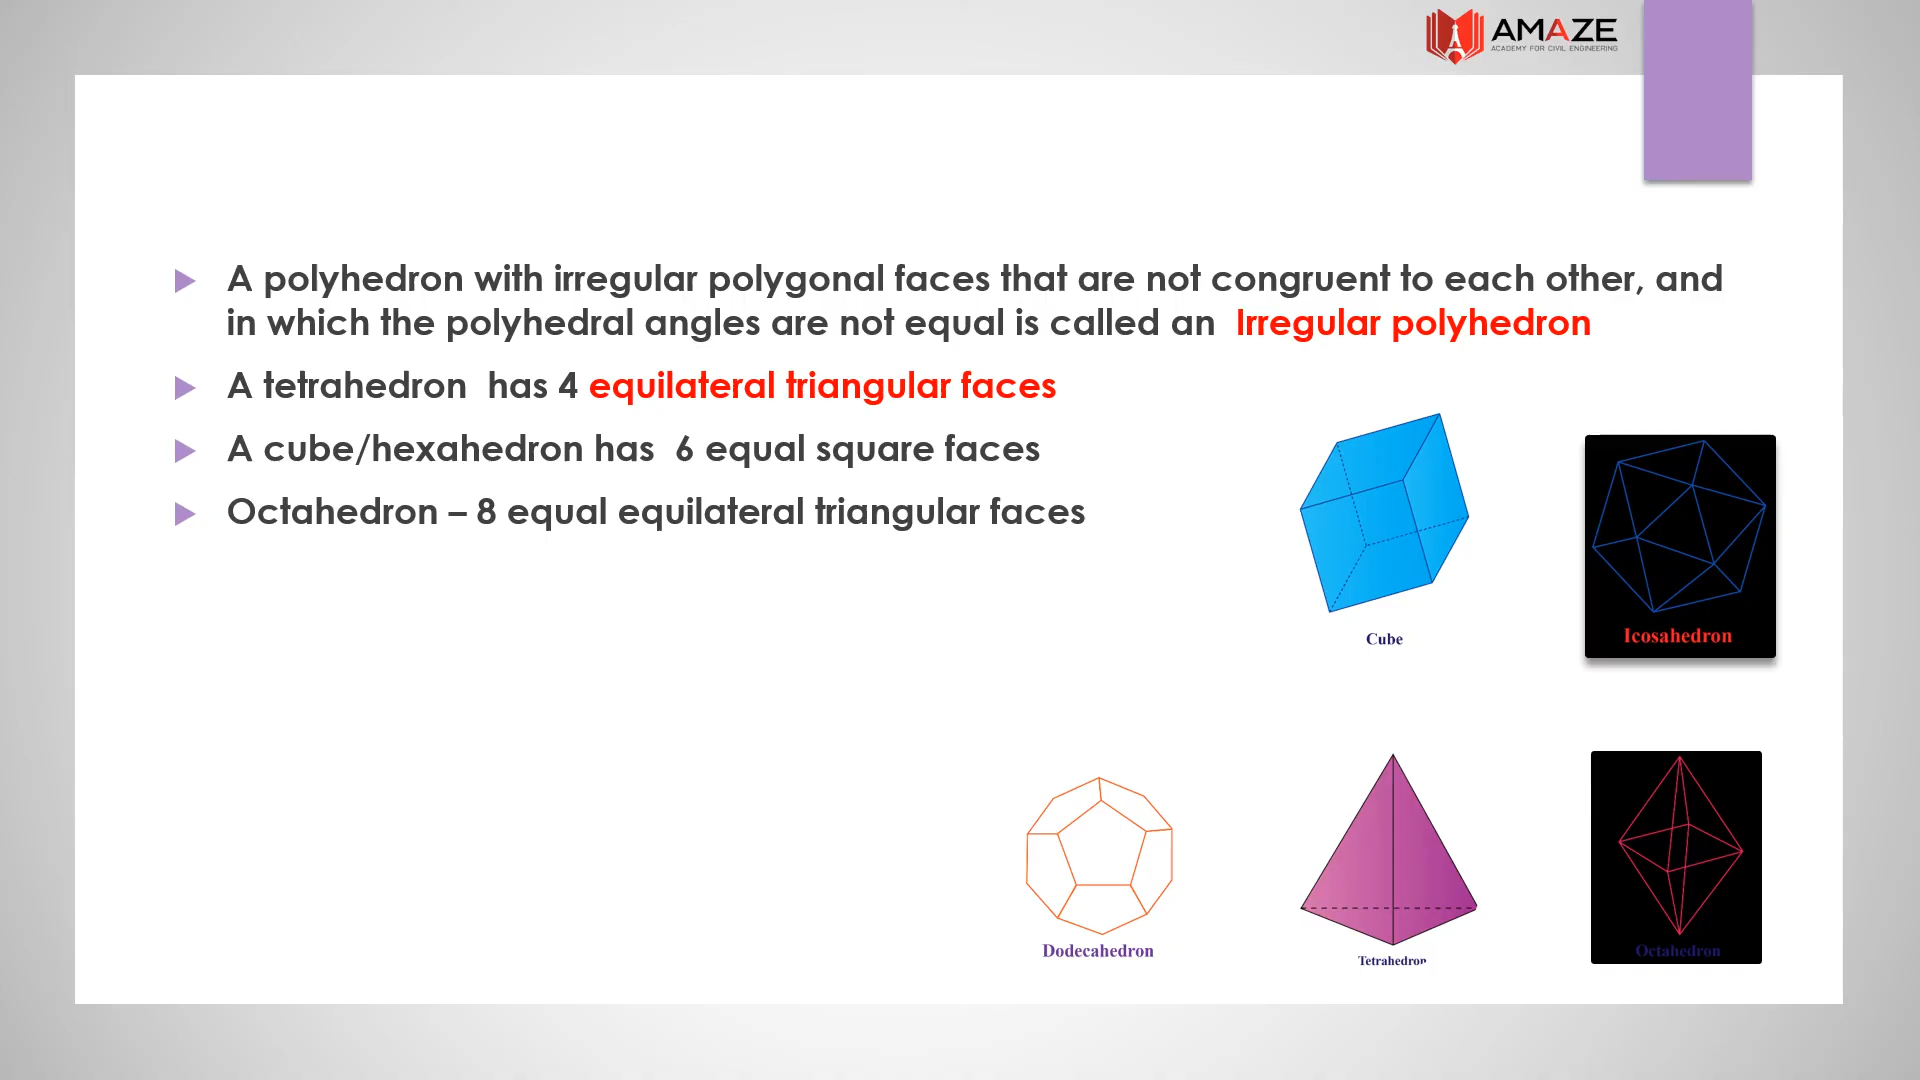 AMAZE
ACADEMY FOR CIVIL ENGINEERING
A polyhedron with irregular polygonal faces that are not congruent to each other, and
in which the polyhedral angles are not equal is called an Irregular polyhedron
A tetrahedron has 4 equilateral triangular faces
A cube/hexahedron has 6 equal square faces
Octahedron – 8 equal equilateral triangular faces
Cube
Icosahedron
Dodecahedron
Tetrahedron
Octahedron